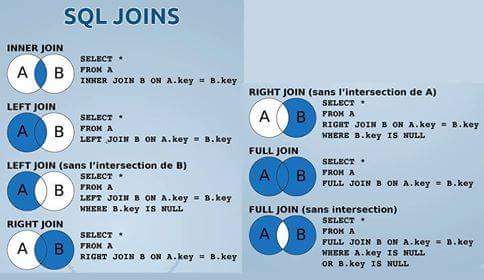 SQL JOINS
INNER JOIN
A B
SELECT *
FROM A
INNER JOIN B ON A.key = B.key
LEFT JOIN
A B
SELECT *
FROM A
LEFT JOIN B ON A.key = B.key
LEFT JOIN (sans l'intersection de B)
A B
SELECT *
FROM A
LEFT JOIN B ON A.key = B.key
WHERE B.key IS NULL
RIGHT JOIN
A B
SELECT *
FROM A
RIGHT JOIN B ON A.key = B.key
RIGHT JOIN (sans l'intersection de A)
A B
SELECT *
FROM A
RIGHT JOIN B ON A.key = B.key
WHERE B.key IS NULL
FULL JOIN
A B
SELECT *
FROM A
FULL JOIN B ON A.key = B.key
FULL JOIN (sans intersection)
A B
SELECT *
FROM A
FULL JOIN B ON A.key = B.key
WHERE A.key IS NULL
OR B.key IS NULL